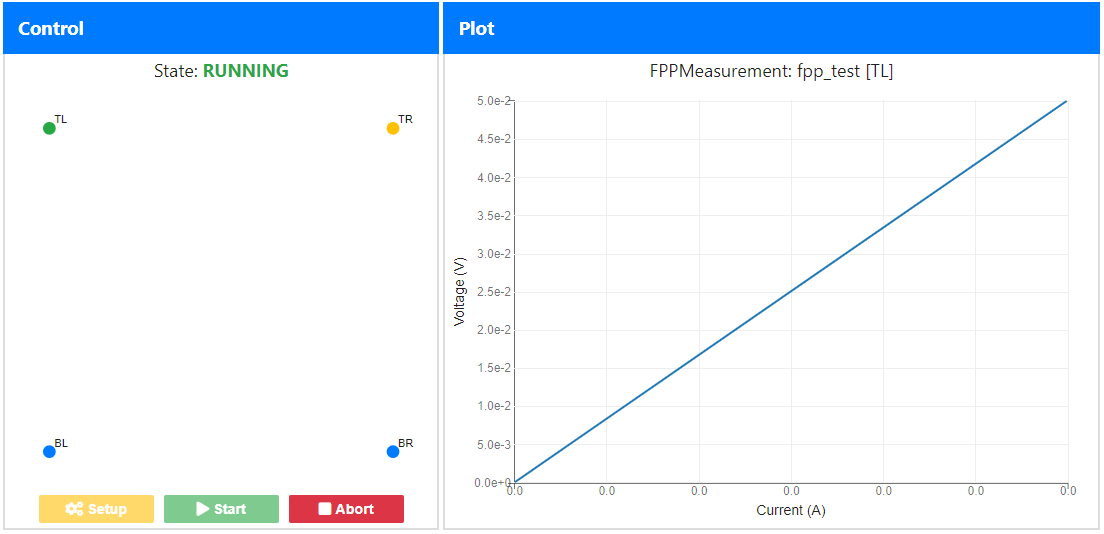 Control
State: RUNNING
TL
TR
BL
BR
Setup
Start
Abort
Plot
FPPMeasurement: fpp_test [TL]
Voltage (V)
5.0e-2
4.5e-2
4.0e-2
3.5e-2
3.0e-2
2.5e-2
2.0e-2
1.5e-2
1.0e-2
5.0e-3
0.0e+0
0.0 0.0 0.0 0.0 0.0 0.0 0.0
Current (A)